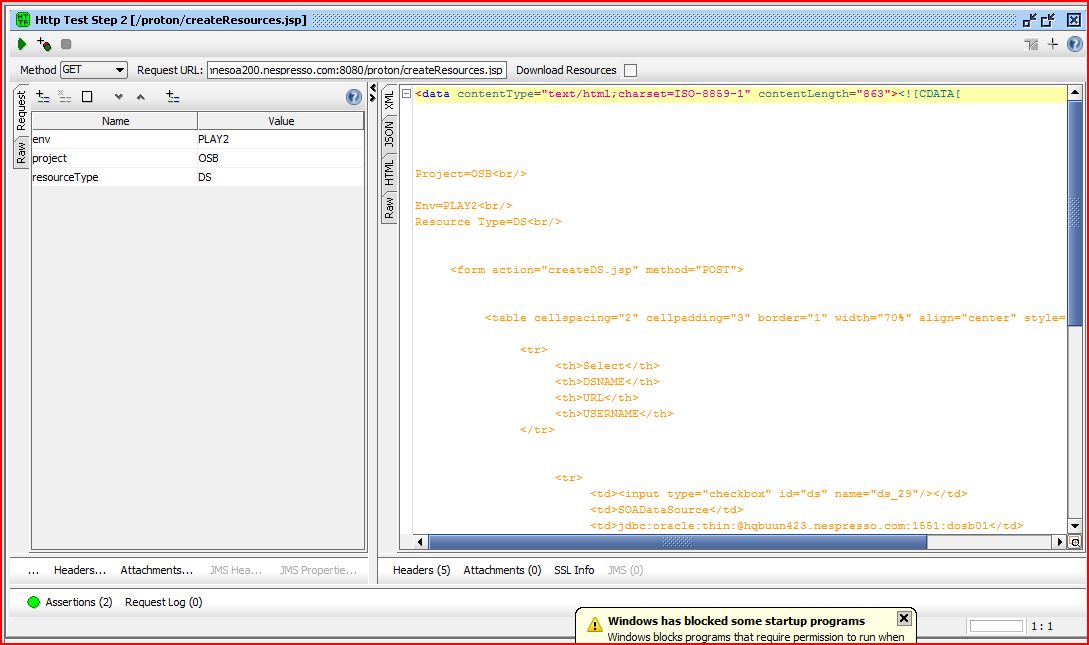 Http Test Step 2 [/proton/createResources.jsp]
Method GET Request URL: nesoa200.nespresso.com:8080/proton/createResources.jsp Download Resources
Request
Raw
Name Value
env PLAY2
project OSB
resourceType DS
XML
JSON
HTML
Raw
<data contentType="text/html;charset=ISO-8859-1" contentLength="863"><![CDATA[
Project=OSB<br/>
Env=PLAY2<br/>
Resource Type=DS<br/>
<form action="createDS.jsp" method="POST">
<table cellspacing="2" cellpadding="3" border="1" width="70%" align="center" style=
<tr>
<th>Select</th>
<th>DSNAME</th>
<th>URL</th>
<th>USERNAME</th>
</tr>
<tr>
<td><input type="checkbox" id="ds" name="ds_29"/></td>
<td>SOADataSource</td>
<td>jdbc:oracle:thin:@hqbuun423.nespresso.com:1551:dosb01</td>
... Headers... Attachments... JMS Hea... JMS Propertie...
Headers (5) Attachments (0) SSL Info JMS (0)
Assertions (2) Request Log (0)
Windows has blocked some startup programs
Windows blocks programs that require permission to run when
1 : 1